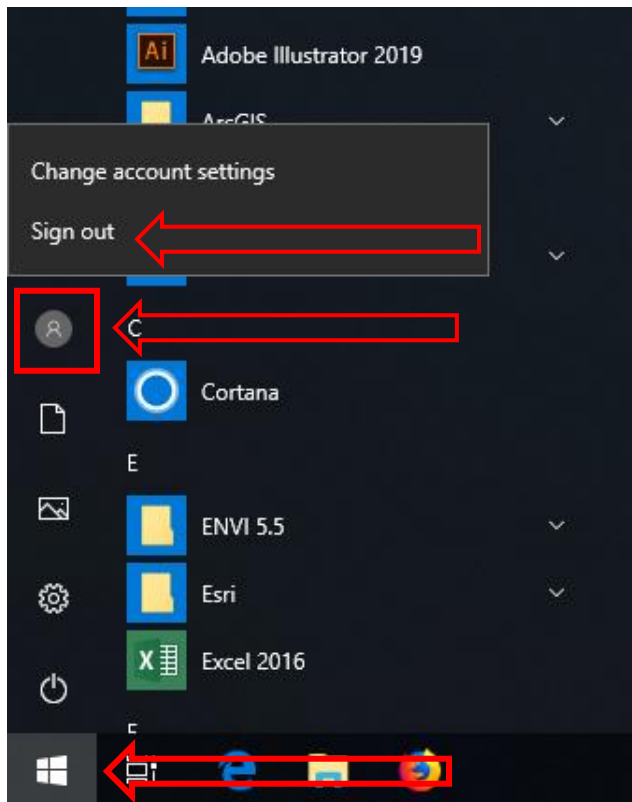 Ai Adobe Illustrator 2019
ArcGIS
Change account settings
Sign out
C
Cortana
E
ENVI 5.5
Esri
X Excel 2016